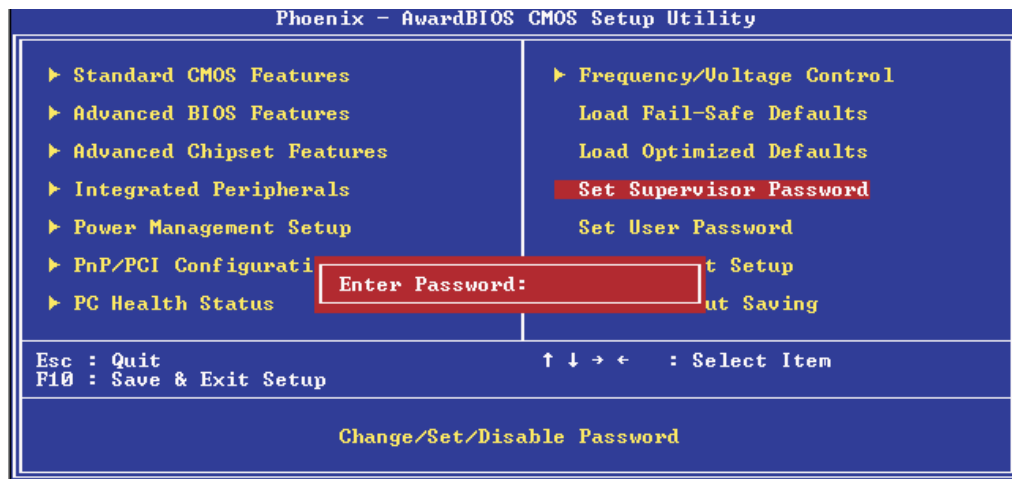 Phoenix - AwardBIOS CMOS Setup Utility
► Standard CMOS Features
► Advanced BIOS Features
► Advanced Chipset Features
► Integrated Peripherals
► Power Management Setup
► PnP/PCI Configurati
► PC Health Status
► Frequency/Voltage Control
Load Fail-Safe Defaults
Load Optimized Defaults
Set Supervisor Password
Set User Password
t Setup
ut Saving
Enter Password:
Esc : Quit
F10 : Save & Exit Setup
↑ ↓ → ← : Select Item
Change/Set/Disable Password